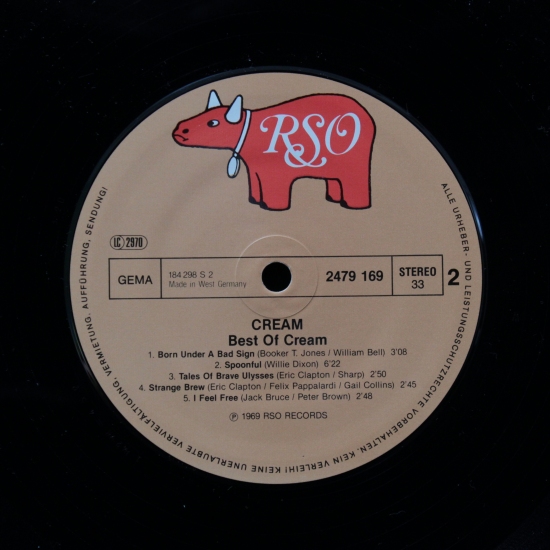 RSO
LC 2970
GEMA
184 298 S 2
Made in West Germany
2479 169
STEREO
33
2
CREAM
Best Of Cream
1. Born Under A Bad Sign (Booker T. Jones / William Bell) 3'08
2. Spoonful (Willie Dixon) 6'22
3. Tales Of Brave Ulysses (Eric Clapton / Sharp) 2'50
4. Strange Brew (Eric Clapton / Felix Pappalardi / Gail Collins) 2'45
5. I Feel Free (Jack Bruce / Peter Brown) 2'48
℗ 1969 RSO RECORDS
ALLE URHEBER- UND LEISTUNGSSCHUTZRECHTE VORBEHALTEN. KEIN VERLEIH! KEINE UNERLAUBTE VERVIELFÄLTIGUNG, VERMIETUNG, AUFFÜHRUNG, SENDUNG!